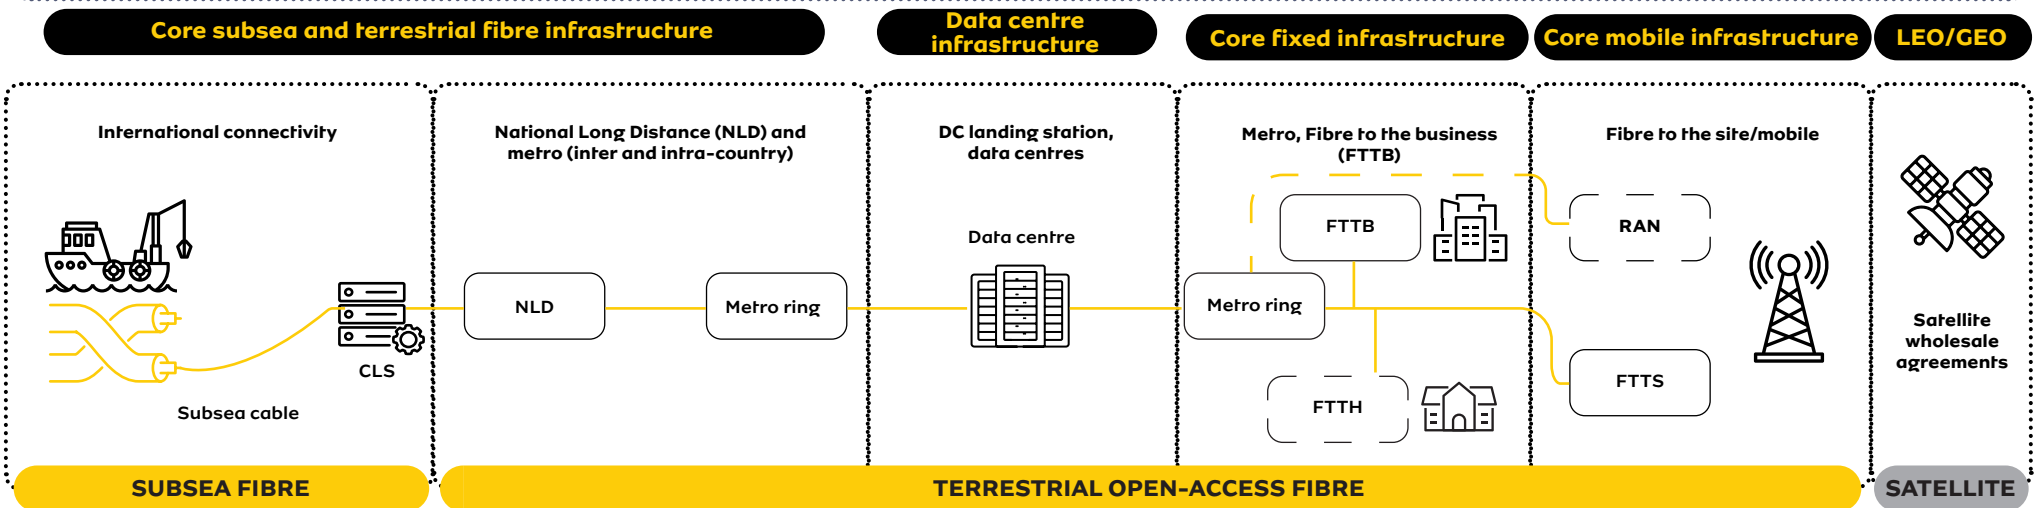 Core subsea and terrestrial fibre infrastructure
Data centre
infrastructure
Core fixed infrastructure
Core mobile infrastructure
LEO/GEO
International connectivity
National Long Distance (NLD) and
metro (inter and intra-country)
DC landing station,
data centres
Metro, Fibre to the business
(FTTB)
Fibre to the site/mobile
CLS
Subsea cable
NLD
Metro ring
Data centre
Metro ring
FTTB
FTTH
RAN
FTTS
Satellite
wholesale
agreements
SUBSEA FIBRE
TERRESTRIAL OPEN-ACCESS FIBRE
SATELLITE